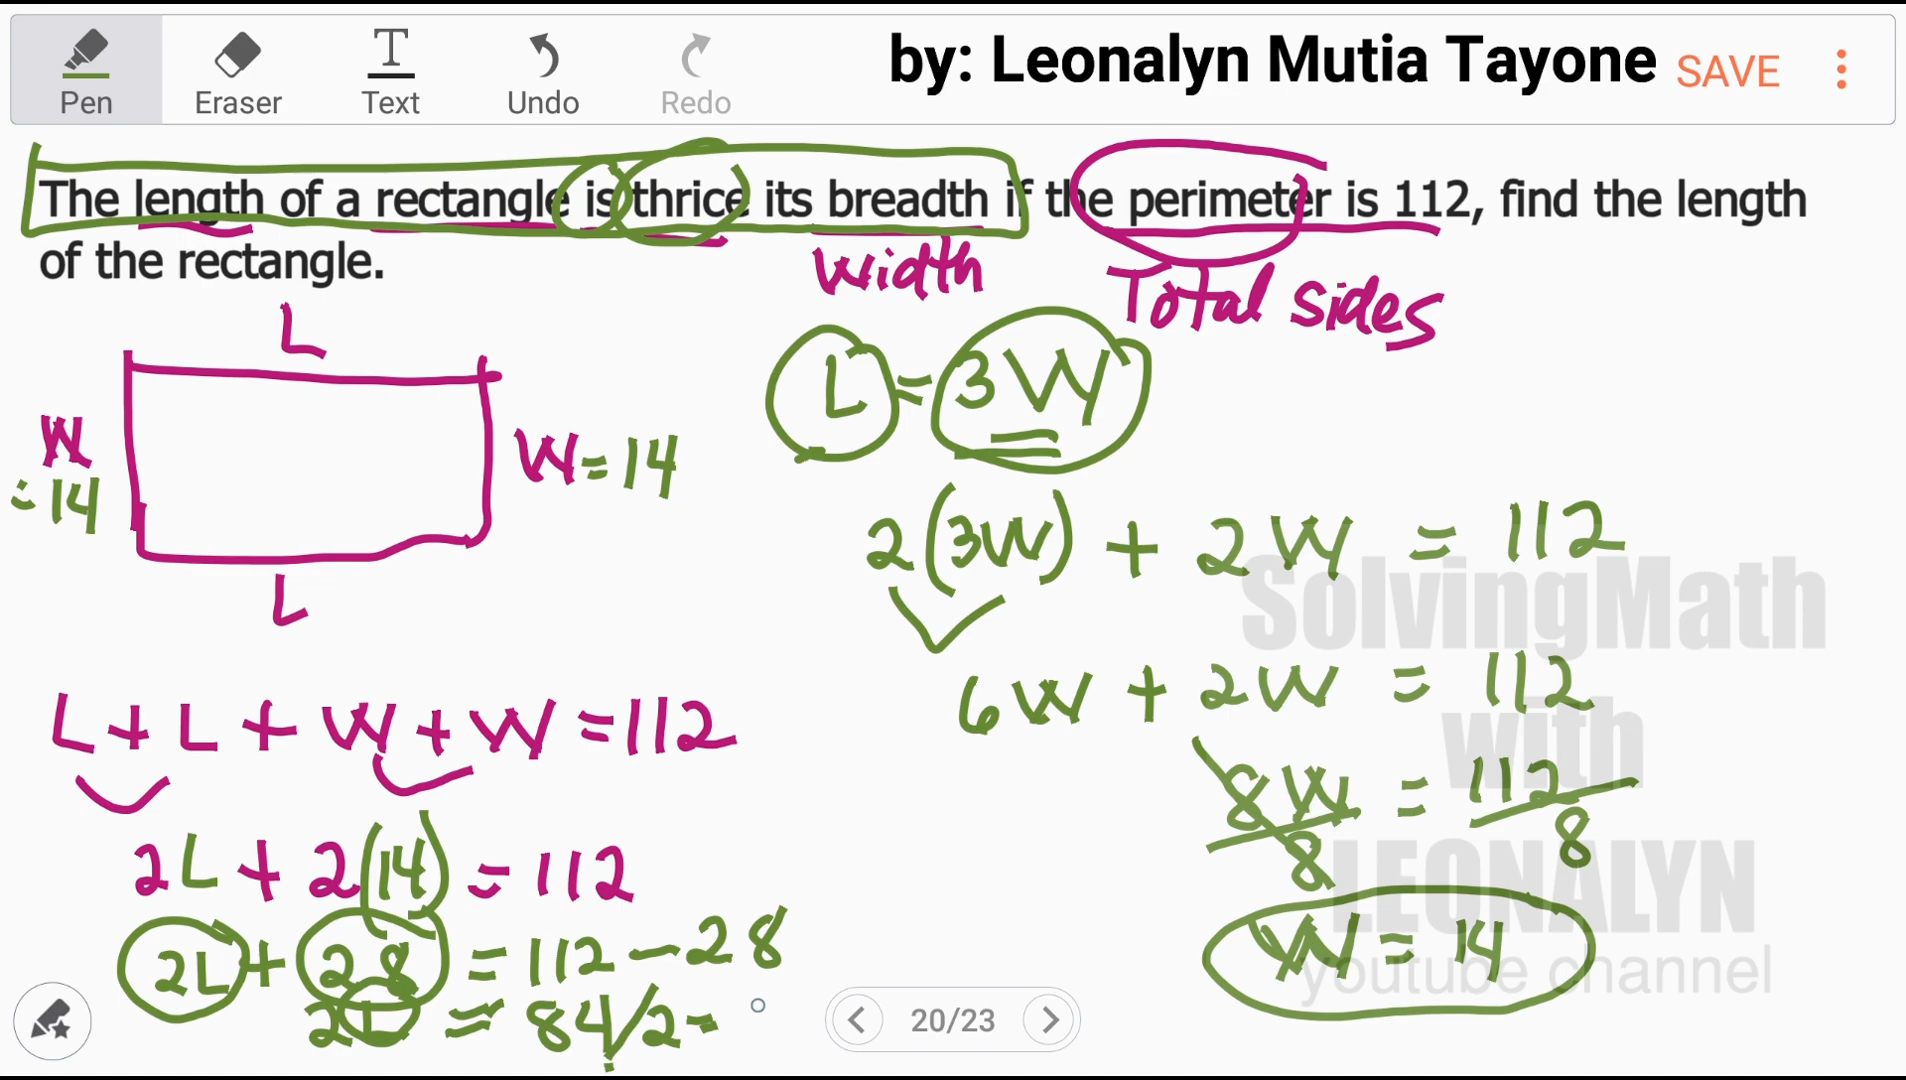 Pen Eraser Text Undo Redo by: Leonalyn Mutia Tayone SAVE
The length of a rectangle is thrice its breadth if the perimeter is 112, find the length
of the rectangle.
Width
Total Sides
L
L = 3W
W
= 14
W = 14
2(3W) + 2W = 112
L
6W + 2W = 112
L + L + W + W = 112
8W = 112
8 8
2L + 2(14) = 112
2L + 28 = 112 - 28
W = 14
2L = 84/2 =
20/23
SolvingMath
with
LEONALYN
youtube channel